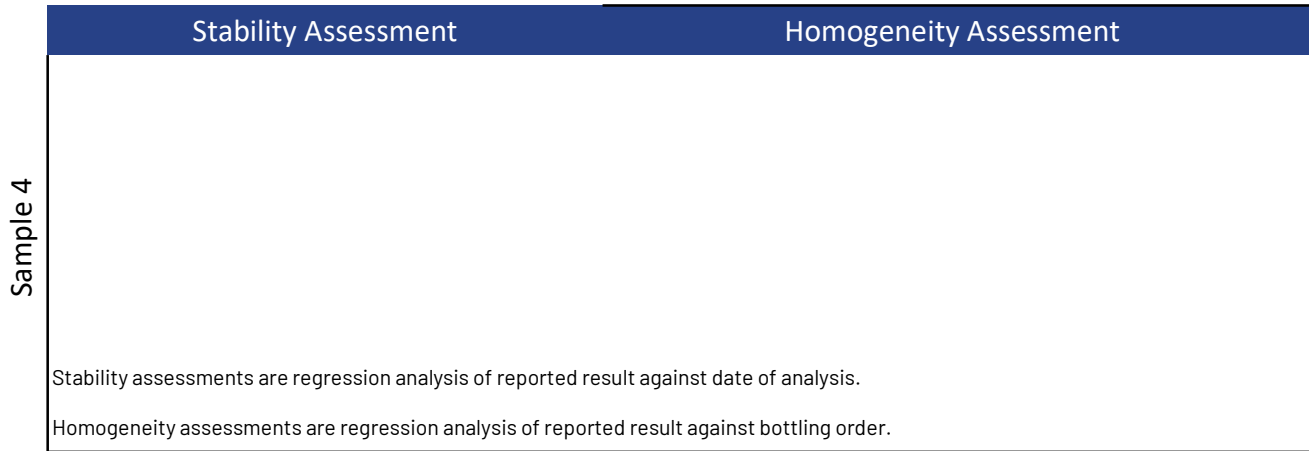 Stability Assessment
Homogeneity Assessment
Sample 4
Stability assessments are regression analysis of reported result against date of analysis.
Homogeneity assessments are regression analysis of reported result against bottling order.